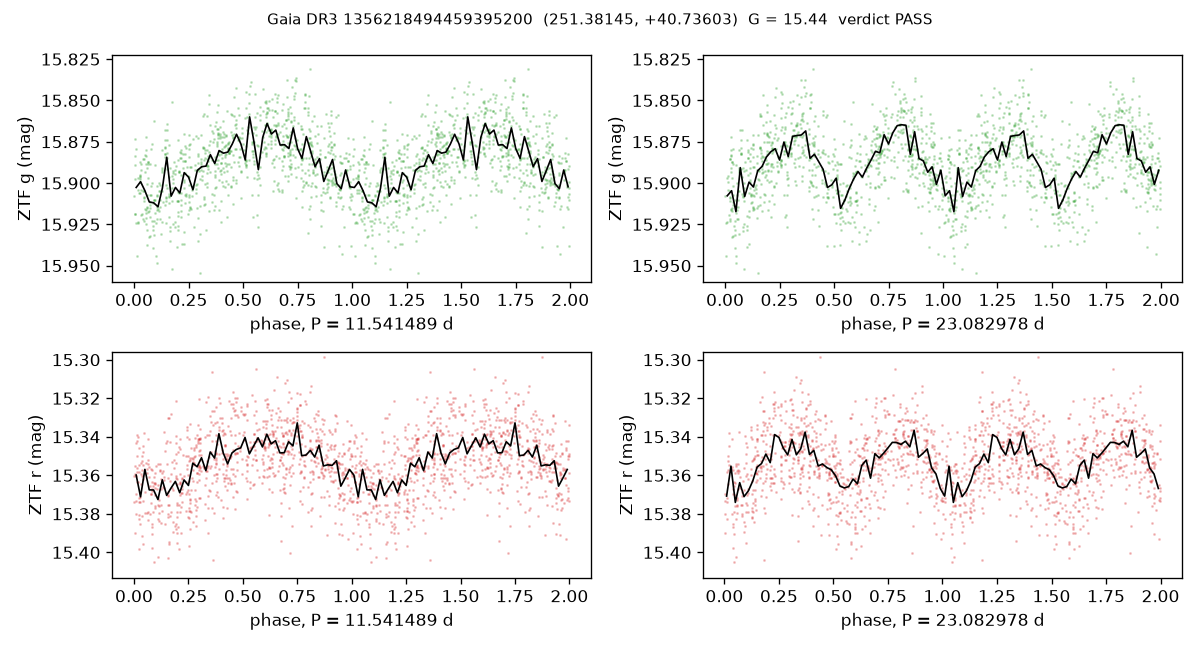 Gaia DR3 1356218494459395200  (251.38145, +40.73603)  G = 15.44  verdict PASS
15.825
15.850
15.875
15.900
15.925
15.950
ZTF g (mag)
0.00 0.25 0.50 0.75 1.00 1.25 1.50 1.75 2.00
phase, P = 11.541489 d
15.825
15.850
15.875
15.900
15.925
15.950
ZTF g (mag)
0.00 0.25 0.50 0.75 1.00 1.25 1.50 1.75 2.00
phase, P = 23.082978 d
15.30
15.32
15.34
15.36
15.38
15.40
ZTF r (mag)
0.00 0.25 0.50 0.75 1.00 1.25 1.50 1.75 2.00
phase, P = 11.541489 d
15.30
15.32
15.34
15.36
15.38
15.40
ZTF r (mag)
0.00 0.25 0.50 0.75 1.00 1.25 1.50 1.75 2.00
phase, P = 23.082978 d